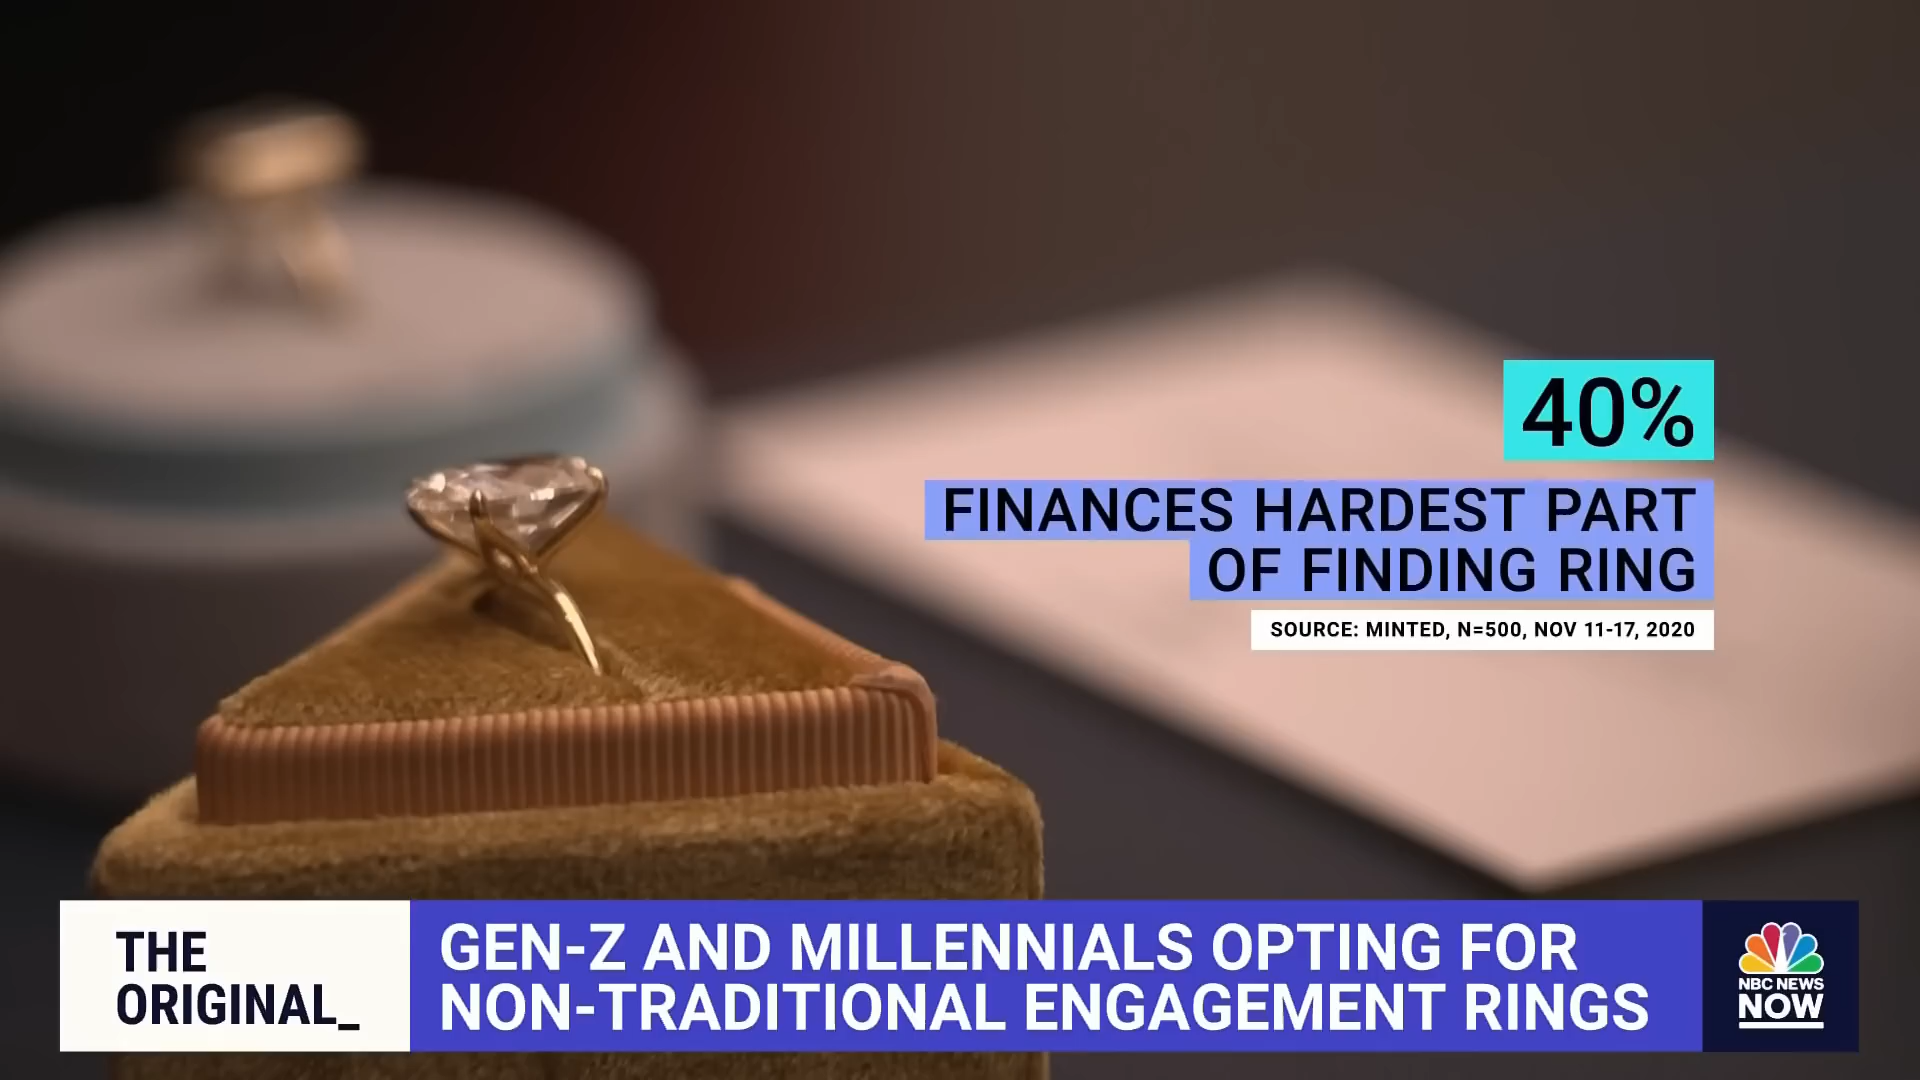 40%
FINANCES HARDEST PART
OF FINDING RING
SOURCE: MINTED, N=500, NOV 11-17, 2020
THE
ORIGINAL_
GEN-Z AND MILLENNIALS OPTING FOR
NON-TRADITIONAL ENGAGEMENT RINGS
NBC NEWS
NOW